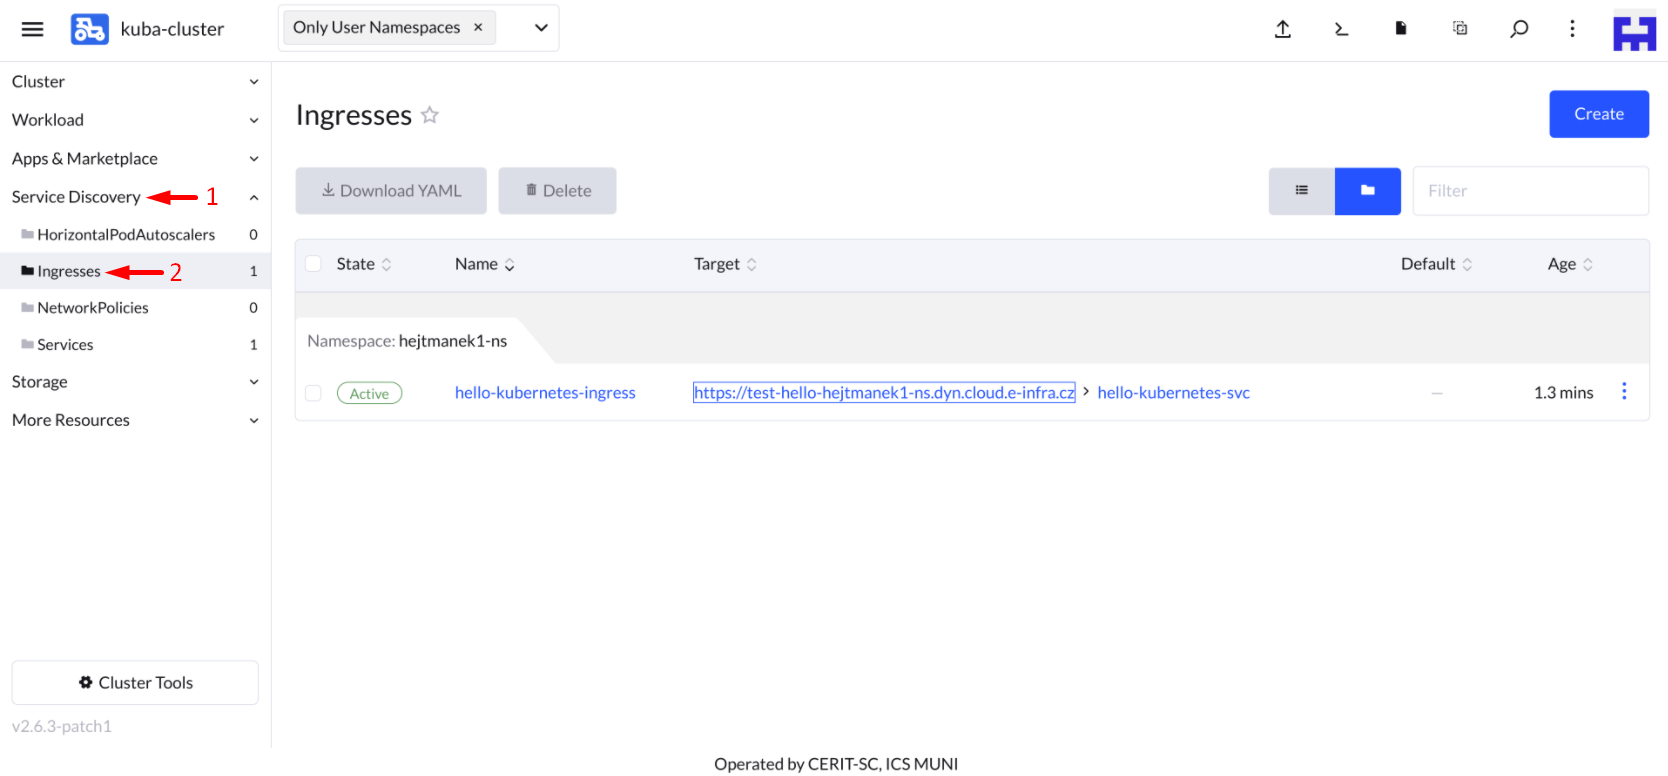 kuba-cluster
Only User Namespaces ×
Cluster
Workload
Apps & Marketplace
Service Discovery 1
HorizontalPodAutoscalers 0
Ingresses 2 1
NetworkPolicies 0
Services 1
Storage
More Resources
Cluster Tools
v2.6.3-patch1
Ingresses
Create
Download YAML
Delete
Filter
State Name Target Default Age
Namespace: hejtmanek1-ns
Active hello-kubernetes-ingress https://test-hello-hejtmanek1-ns.dyn.cloud.e-infra.cz > hello-kubernetes-svc — 1.3 mins
Operated by CERIT-SC, ICS MUNI